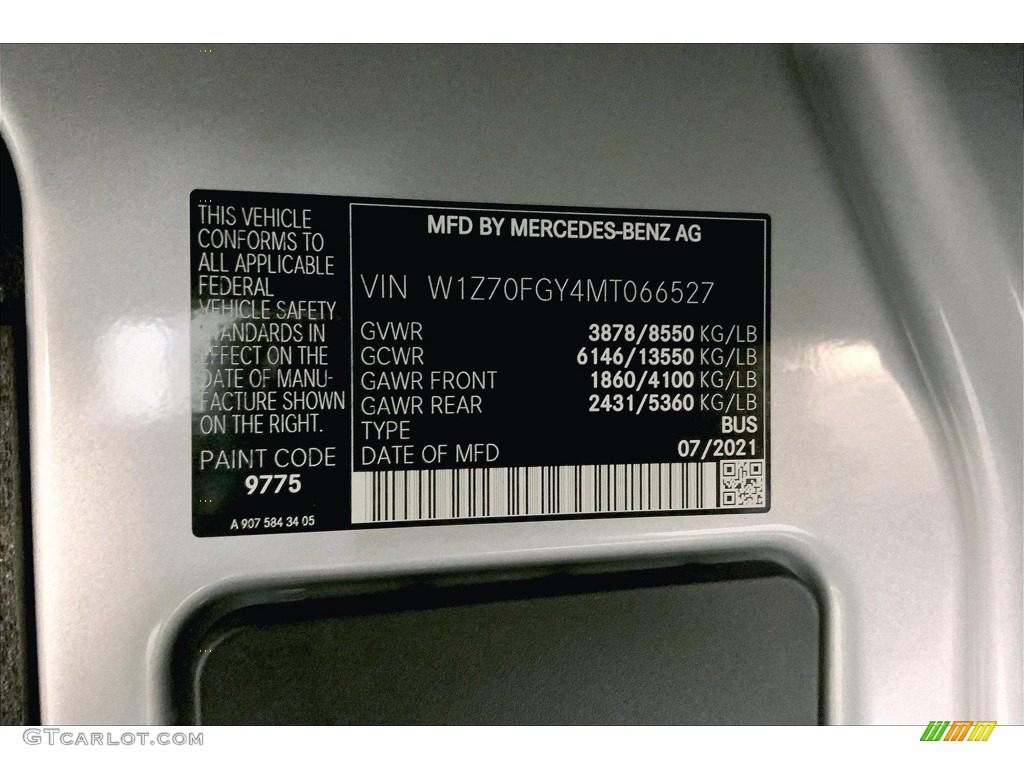 THIS VEHICLE
CONFORMS TO
ALL APPLICABLE
FEDERAL
VEHICLE SAFETY
STANDARDS IN
EFFECT ON THE
DATE OF MANU-
FACTURE SHOWN
ON THE RIGHT.
PAINT CODE
9775
A 907 584 34 05
MFD BY MERCEDES-BENZ AG
VIN W1Z70FGY4MT066527
GVWR 3878/8550 KG/LB
GCWR 6146/13550 KG/LB
GAWR FRONT 1860/4100 KG/LB
GAWR REAR 2431/5360 KG/LB
TYPE BUS
DATE OF MFD 07/2021
GTcarlot.com